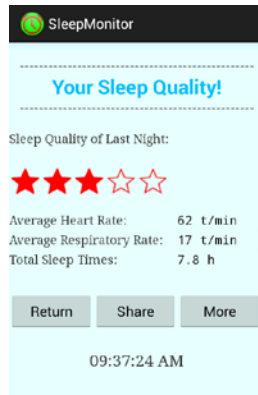 SleepMonitor
Your Sleep Quality!
Sleep Quality of Last Night:
Average Heart Rate: 62 t/min
Average Respiratory Rate: 17 t/min
Total Sleep Times: 7.8 h
Return Share More
09:37:24 AM